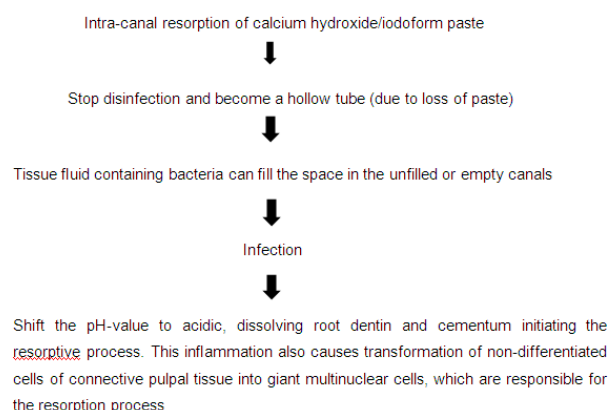 Intra-canal resorption of calcium hydroxide/iodoform paste
Stop disinfection and become a hollow tube (due to loss of paste)
Tissue fluid containing bacteria can fill the space in the unfilled or empty canals
Infection
Shift the pH-value to acidic, dissolving root dentin and cementum initiating the
resorptive process. This inflammation also causes transformation of non-differentiated
cells of connective pulpal tissue into giant multinuclear cells, which are responsible for
the resorption process